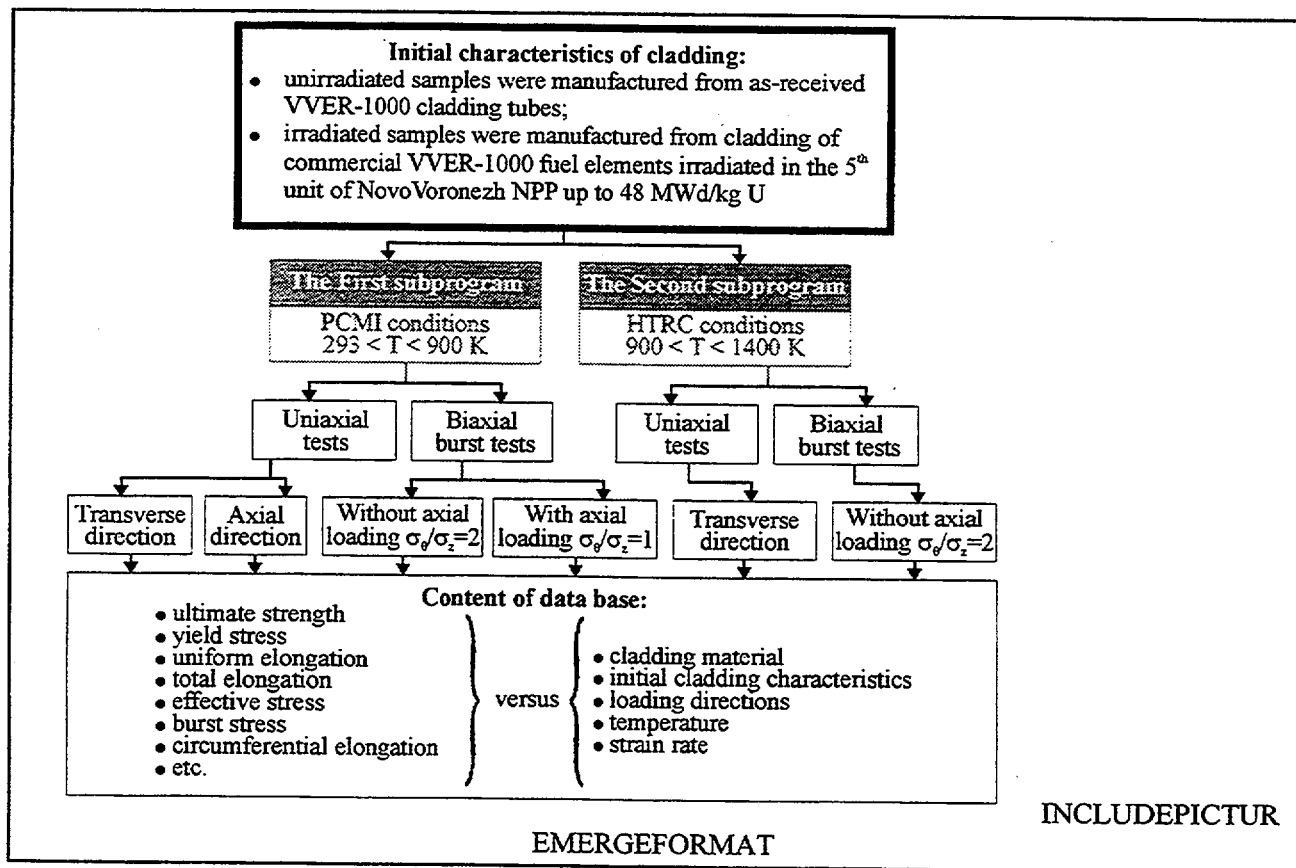 Initial characteristics of cladding:
• unirradiated samples were manufactured from as-received
VVER-1000 cladding tubes;
• irradiated samples were manufactured from cladding of
commercial VVER-1000 fuel elements irradiated in the 5th
unit of NovoVoronezh NPP up to 48 MWd/kg U
The First subprogram
PCMI conditions
293 < T < 900 K
The Second subprogram
HTRC conditions
900 < T < 1400 K
Uniaxial
tests
Biaxial
burst tests
Uniaxial
tests
Biaxial
burst tests
Transverse
direction
Axial
direction
Without axial
loading σθ/σz=2
With axial
loading σθ/σz=1
Transverse
direction
Without axial
loading σθ/σz=2
Content of data base:
• ultimate strength
• yield stress
• uniform elongation
• total elongation
• effective stress
• burst stress
• circumferential elongation
• etc.
versus
• cladding material
• initial cladding characteristics
• loading directions
• temperature
• strain rate
INCLUDEPICTUR
EMERGEFORMAT